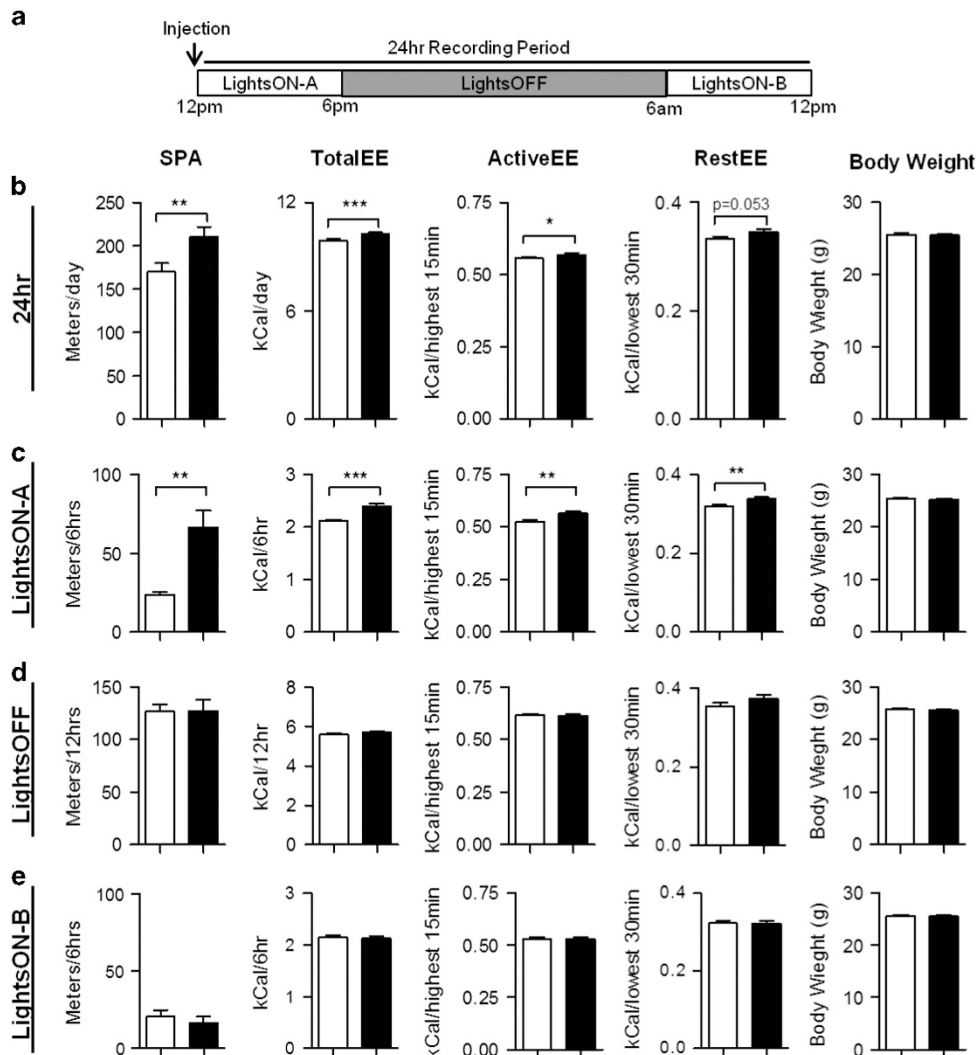 a
Injection
24hr Recording Period
LightsON-A LightsOFF LightsON-B
12pm 6pm 6am 12pm
SPA TotalEE ActiveEE RestEE Body Weight
b
24hr
Meters/day
250
200
150
100
50
0
**
kCal/day
12
9
6
3
0
***
kCal/highest 15min
0.75
0.50
0.25
0.00
*
kCal/lowest 30min
0.4
0.2
0.0
p=0.053
Body Wieght (g)
30
20
10
0
c
LightsON-A
Meters/6hrs
100
50
0
**
kCal/6hr
3
2
1
0
***
kCal/highest 15min
0.75
0.50
0.25
0.00
**
kCal/lowest 30min
0.4
0.2
0.0
**
Body Wieght (g)
30
20
10
0
d
LightsOFF
Meters/12hrs
150
100
50
0
kCal/12hr
8
6
4
2
0
kCal/highest 15min
0.75
0.50
0.25
0.00
kCal/lowest 30min
0.4
0.2
0.0
Body Wieght (g)
30
20
10
0
e
LightsON-B
Meters/6hrs
100
50
0
kCal/6hr
3
2
1
0
kCal/highest 15min
0.75
0.50
0.25
0.00
kCal/lowest 30min
0.4
0.2
0.0
Body Wieght (g)
30
20
10
0